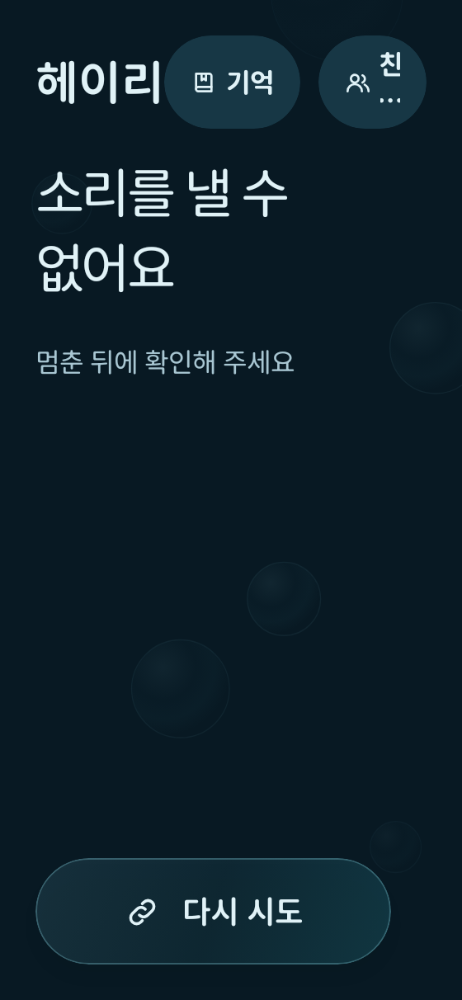 헤이리
기억
친
…
소리를 낼 수
없어요
멈춘 뒤에 확인해 주세요
다시 시도